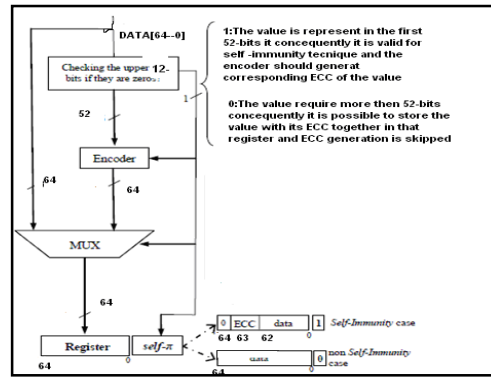 DATA[64--0]
1:The value is represent in the first
52-bits it concequently it is valid for
self -immunity tecnique and the
encoder should generat
corresponding ECC of the value
Checking the upper 12-
bits if they are zeros
1
0:The value require more then 52-bits
concequently it is possible to store the
value with its ECC together in that
register and ECC generation is skipped
52
Encoder
64
64
MUX
64
0 ECC data 1 Self-Immunity case
64 63 62 0
Register self-π
64 0
data 0 non Self-Immunity
case
64 0